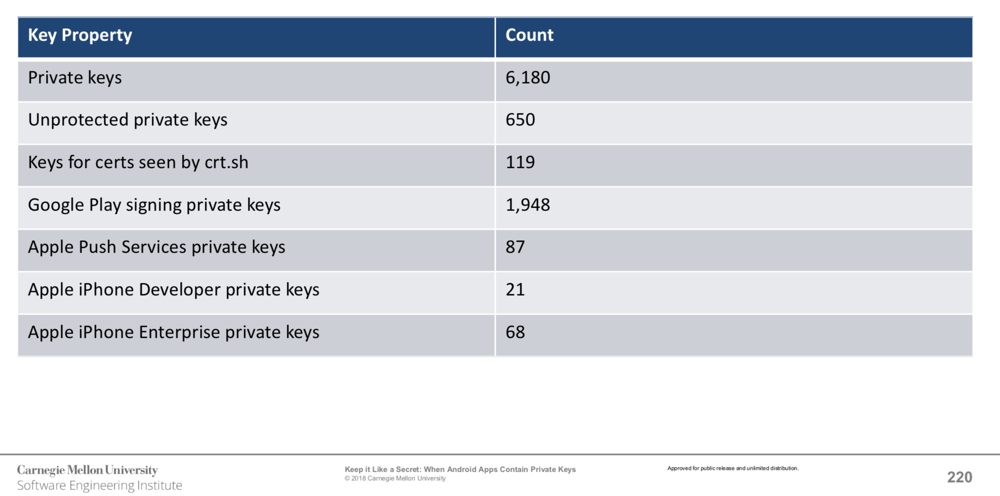 Key Property Count
Private keys 6,180
Unprotected private keys 650
Keys for certs seen by crt.sh 119
Google Play signing private keys 1,948
Apple Push Services private keys 87
Apple iPhone Developer private keys 21
Apple iPhone Enterprise private keys 68
Carnegie Mellon University
Software Engineering Institute
Keep it Like a Secret: When Android Apps Contain Private Keys
© 2018 Carnegie Mellon University
Approved for public release and unlimited distribution.
220